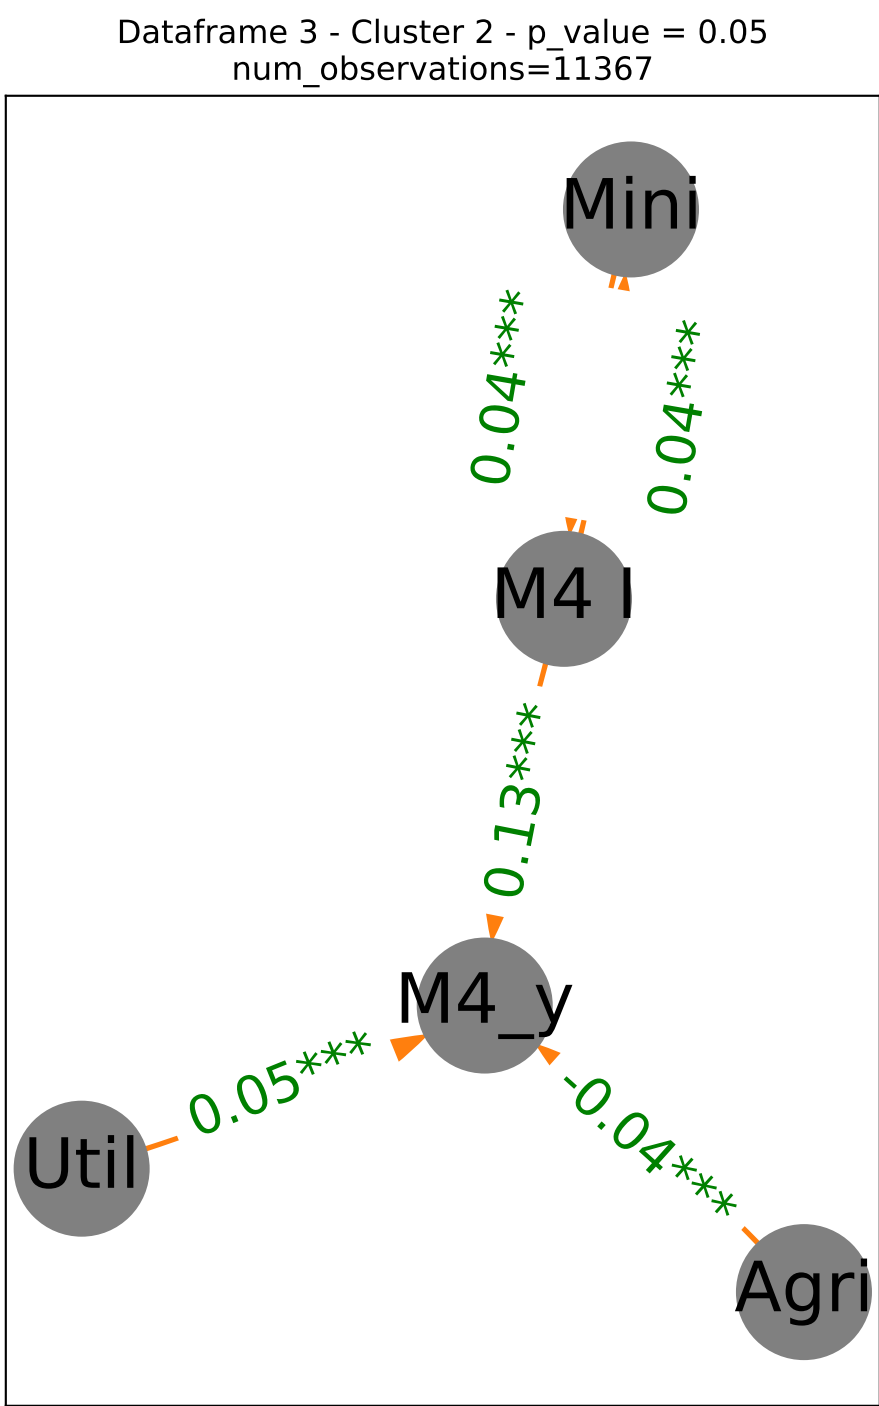 Dataframe 3 - Cluster 2 - p_value = 0.05
num_observations=11367
Mini
0.04***
0.04***
M4 I
0.13***
M4_y
0.05***
-0.04***
Util
Agri